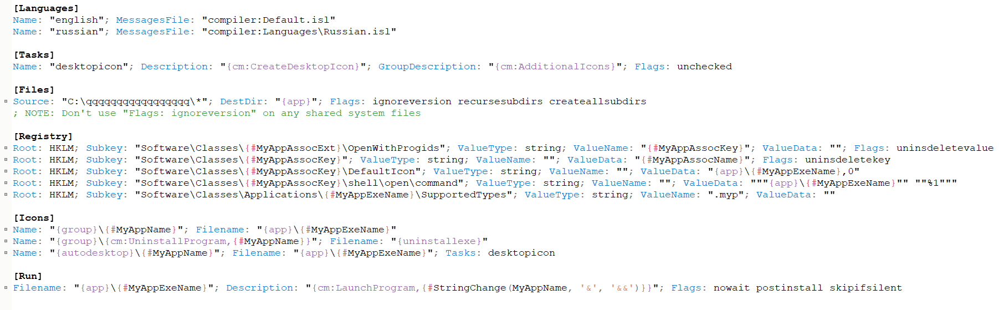 [Languages]
Name: "english"; MessagesFile: "compiler:Default.isl"
Name: "russian"; MessagesFile: "compiler:Languages\Russian.isl"
[Tasks]
Name: "desktopicon"; Description: "{cm:CreateDesktopIcon}"; GroupDescription: "{cm:AdditionalIcons}"; Flags: unchecked
[Files]
Source: "C:\qqqqqqqqqqqqqqqqq\*"; DestDir: "{app}"; Flags: ignoreversion recursesubdirs createallsubdirs
; NOTE: Don't use "Flags: ignoreversion" on any shared system files
[Registry]
Root: HKLM; Subkey: "Software\Classes\{#MyAppAssocExt}\OpenWithProgids"; ValueType: string; ValueName: "{#MyAppAssocKey}"; ValueData: ""; Flags: uninsdeletevalue
Root: HKLM; Subkey: "Software\Classes\{#MyAppAssocKey}"; ValueType: string; ValueName: ""; ValueData: "{#MyAppAssocName}"; Flags: uninsdeletekey
Root: HKLM; Subkey: "Software\Classes\{#MyAppAssocKey}\DefaultIcon"; ValueType: string; ValueName: ""; ValueData: "{app}\{#MyAppExeName},0"
Root: HKLM; Subkey: "Software\Classes\{#MyAppAssocKey}\shell\open\command"; ValueType: string; ValueName: ""; ValueData: """{app}\{#MyAppExeName}"" ""%1"""
Root: HKLM; Subkey: "Software\Classes\Applications\{#MyAppExeName}\SupportedTypes"; ValueType: string; ValueName: ".myp"; ValueData: ""
[Icons]
Name: "{group}\{#MyAppName}"; Filename: "{app}\{#MyAppExeName}"
Name: "{group}\{cm:UninstallProgram,{#MyAppName}}"; Filename: "{uninstallexe}"
Name: "{autodesktop}\{#MyAppName}"; Filename: "{app}\{#MyAppExeName}"; Tasks: desktopicon
[Run]
Filename: "{app}\{#MyAppExeName}"; Description: "{cm:LaunchProgram,{#StringChange(MyAppName, '&', '&&')}}"; Flags: nowait postinstall skipifsilent